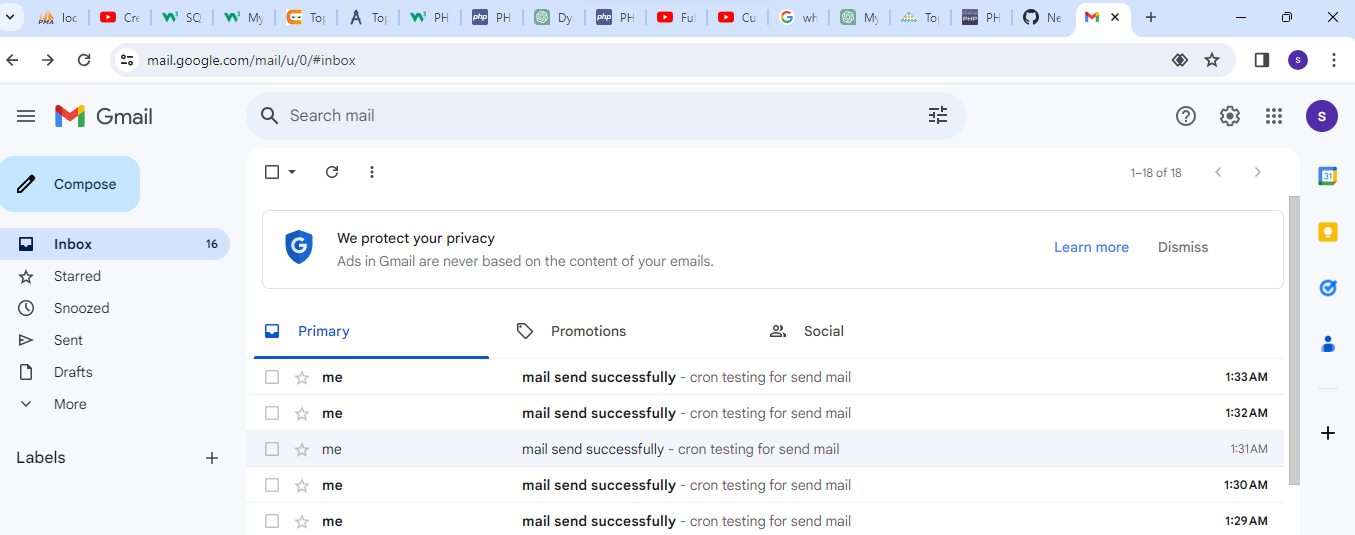 loc Cre SQ My Top Top PH PH Dy PH Ful Cu wh My Top PH Ne
mail.google.com/mail/u/0/#inbox S
Gmail Search mail S
Compose
1–18 of 18
31
Inbox 16
We protect your privacy
Ads in Gmail are never based on the content of your emails.
Learn more Dismiss
Starred
Snoozed
Sent
Drafts
More
Labels
Primary Promotions Social
me mail send successfully - cron testing for send mail 1:33 AM
me mail send successfully - cron testing for send mail 1:32 AM
me mail send successfully - cron testing for send mail 1:31 AM
me mail send successfully - cron testing for send mail 1:30 AM
me mail send successfully - cron testing for send mail 1:29 AM